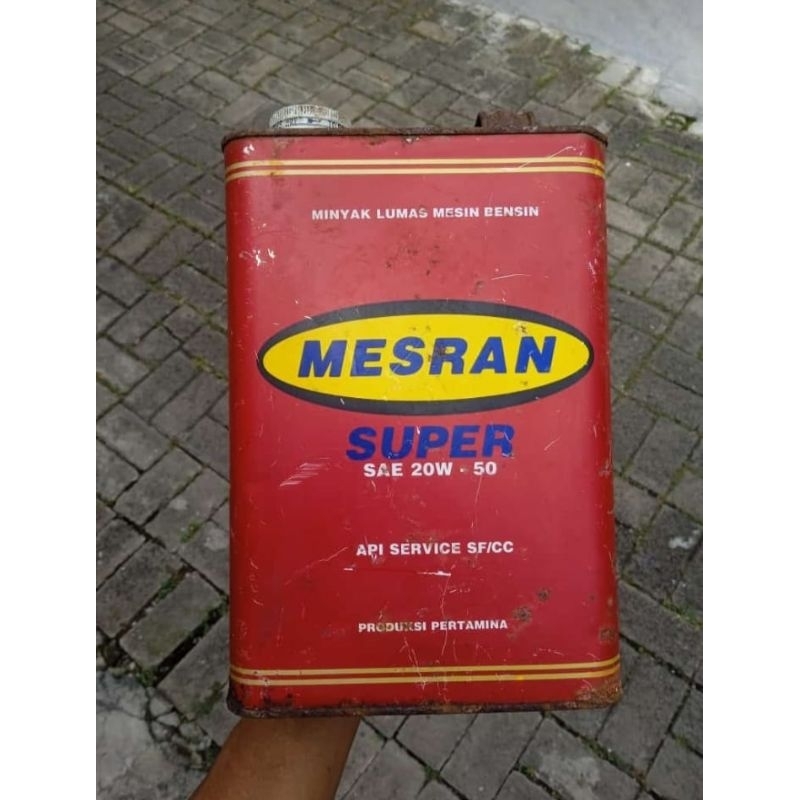 MINYAK LUMAS MESIN BENSIN
MESRAN
SUPER
SAE 20W - 50
API SERVICE SF/CC
PRODUKSI PERTAMINA